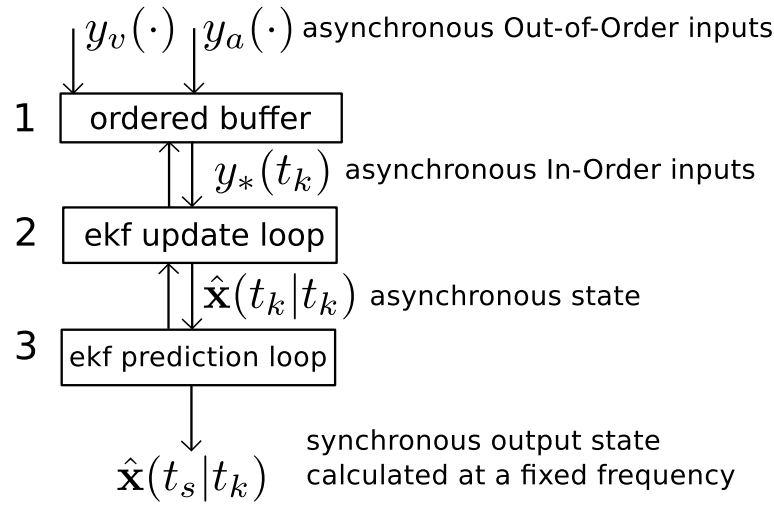 y_v(·) y_a(·) asynchronous Out-of-Order inputs
1 ordered buffer
y_*(t_k) asynchronous In-Order inputs
2 ekf update loop
x̂(t_k|t_k) asynchronous state
3 ekf prediction loop
synchronous output state
x̂(t_s|t_k) calculated at a fixed frequency